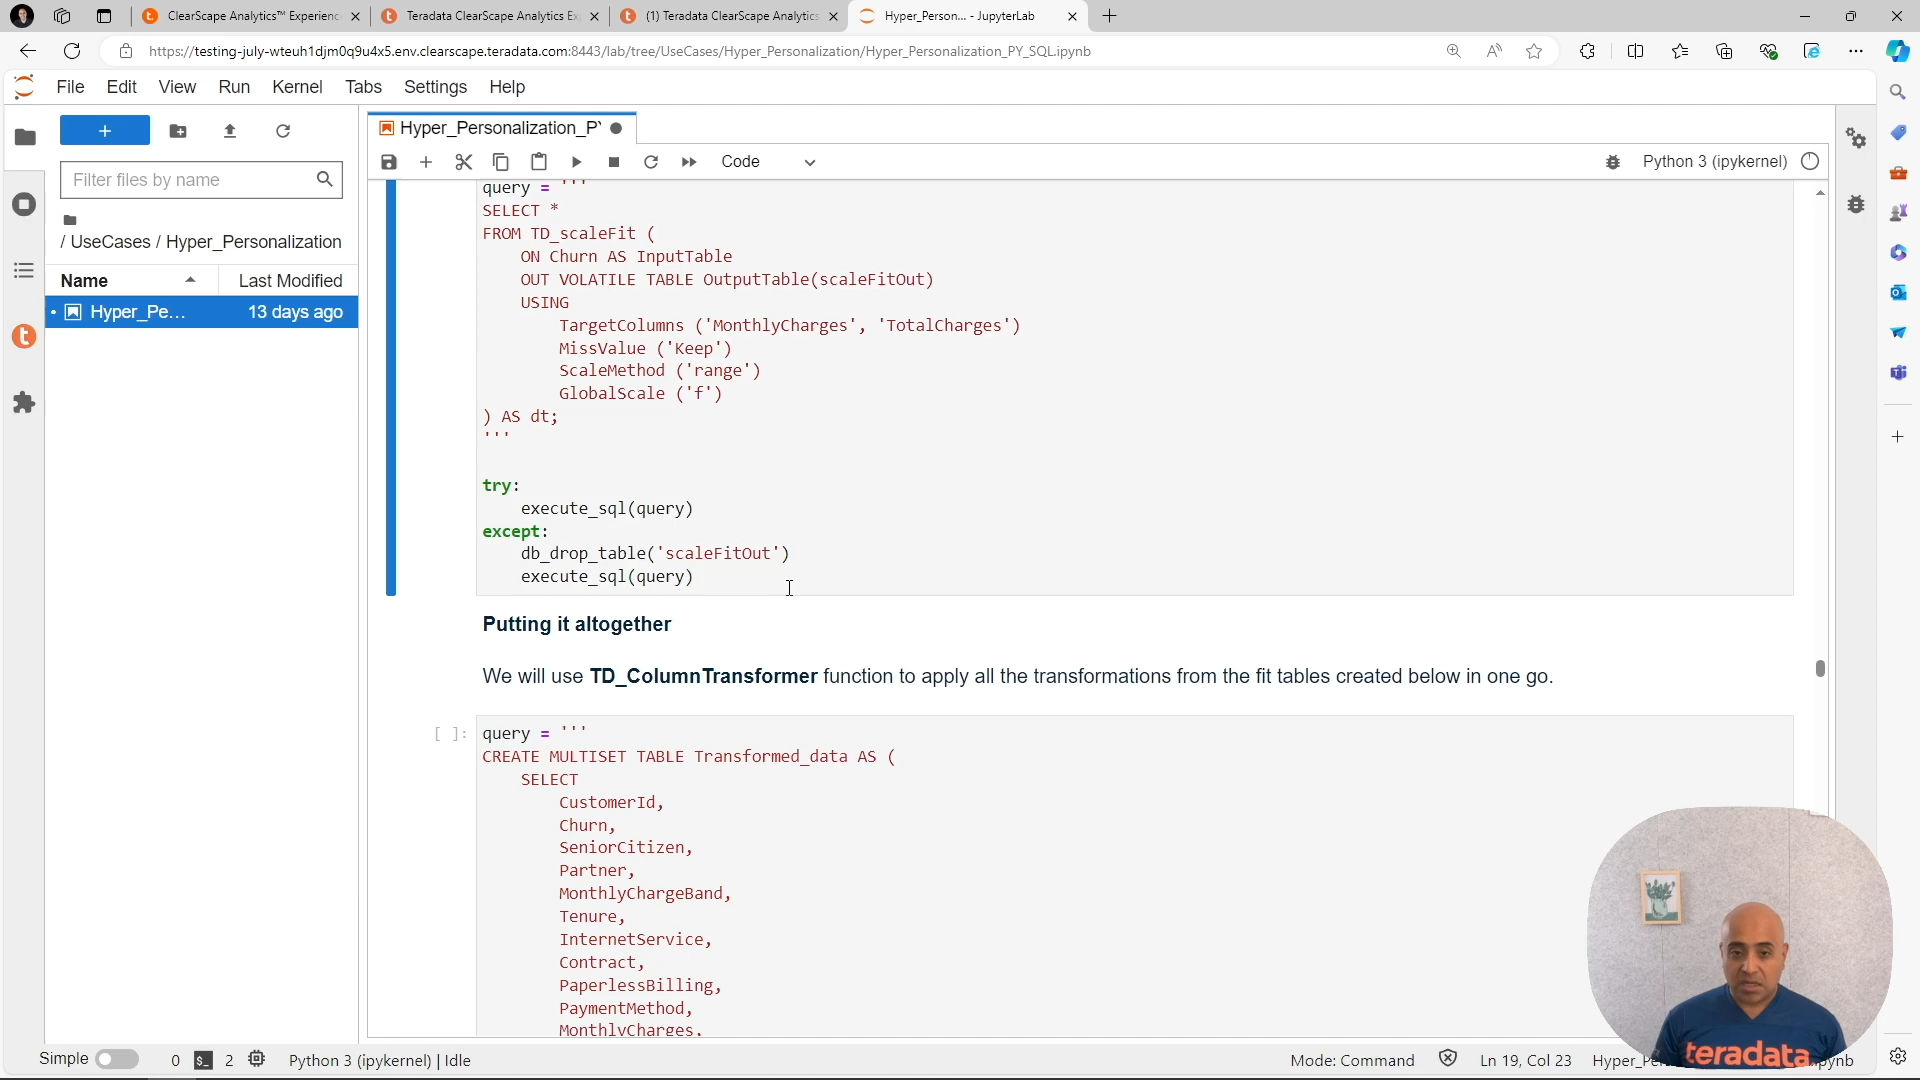 ClearScape Analytics™ Experienc
Teradata ClearScape Analytics Ex
(1) Teradata ClearScape Analytics
Hyper_Person... - JupyterLab
https://testing-july-wteuh1djm0q9u4x5.env.clearscape.teradata.com:8443/lab/tree/UseCases/Hyper_Personalization/Hyper_Personalization_PY_SQL.ipynb
File Edit View Run Kernel Tabs Settings Help
Hyper_Personalization_P
Code
Python 3 (ipykernel)
Filter files by name
/ UseCases / Hyper_Personalization
Name Last Modified
Hyper_Pe... 13 days ago
query = '''
SELECT *
FROM TD_scaleFit (
ON Churn AS InputTable
OUT VOLATILE TABLE OutputTable(scaleFitOut)
USING
TargetColumns ('MonthlyCharges', 'TotalCharges')
MissValue ('Keep')
ScaleMethod ('range')
GlobalScale ('f')
) AS dt;
'''
try:
execute_sql(query)
except:
db_drop_table('scaleFitOut')
execute_sql(query)
Putting it altogether
We will use TD_ColumnTransformer function to apply all the transformations from the fit tables created below in one go.
[ ]: query = '''
CREATE MULTISET TABLE Transformed_data AS (
SELECT
CustomerId,
Churn,
SeniorCitizen,
Partner,
MonthlyChargeBand,
Tenure,
InternetService,
Contract,
PaperlessBilling,
PaymentMethod,
MonthlyCharges,
teradata.
Simple 0 2 Python 3 (ipykernel) | Idle
Mode: Command Ln 19, Col 23 Hyper_Pe pynb